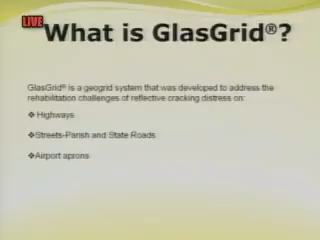 LIVE
What is GlasGrid®?
GlasGrid® is a geogrid system that was developed to address the
rehabilitation challenges of reflective cracking distress on:
❖ Highways
❖Streets-Parish and State Roads
❖Airport aprons